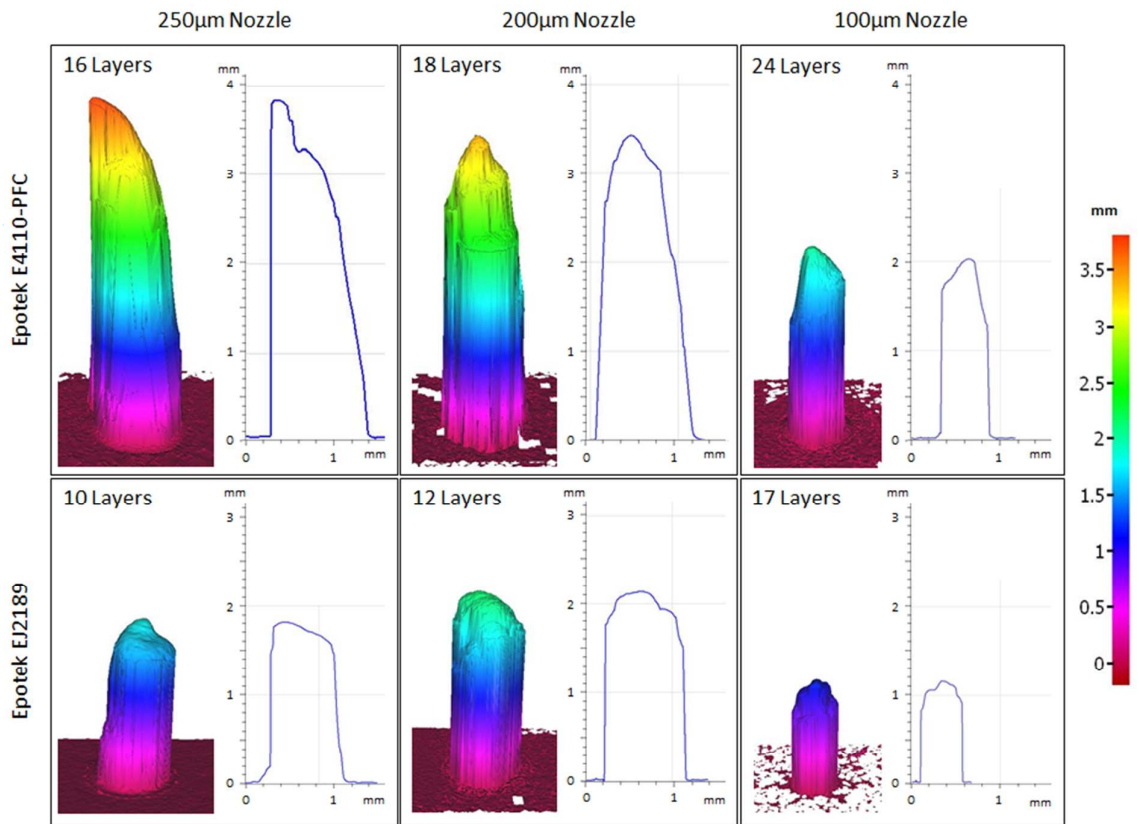 250µm Nozzle
200µm Nozzle
100µm Nozzle
Epotek E4110-PFC
16 Layers
mm
4
3
2
1
0
0
1
mm
18 Layers
mm
4
3
2
1
0
0
1
mm
24 Layers
mm
4
3
2
1
0
0
1
mm
Epotek EJ2189
10 Layers
mm
3
2
1
0
0
1
mm
12 Layers
mm
3
2
1
0
0
1
mm
17 Layers
mm
3
2
1
0
0
1
mm
mm
3.5
3
2.5
2
1.5
1
0.5
0